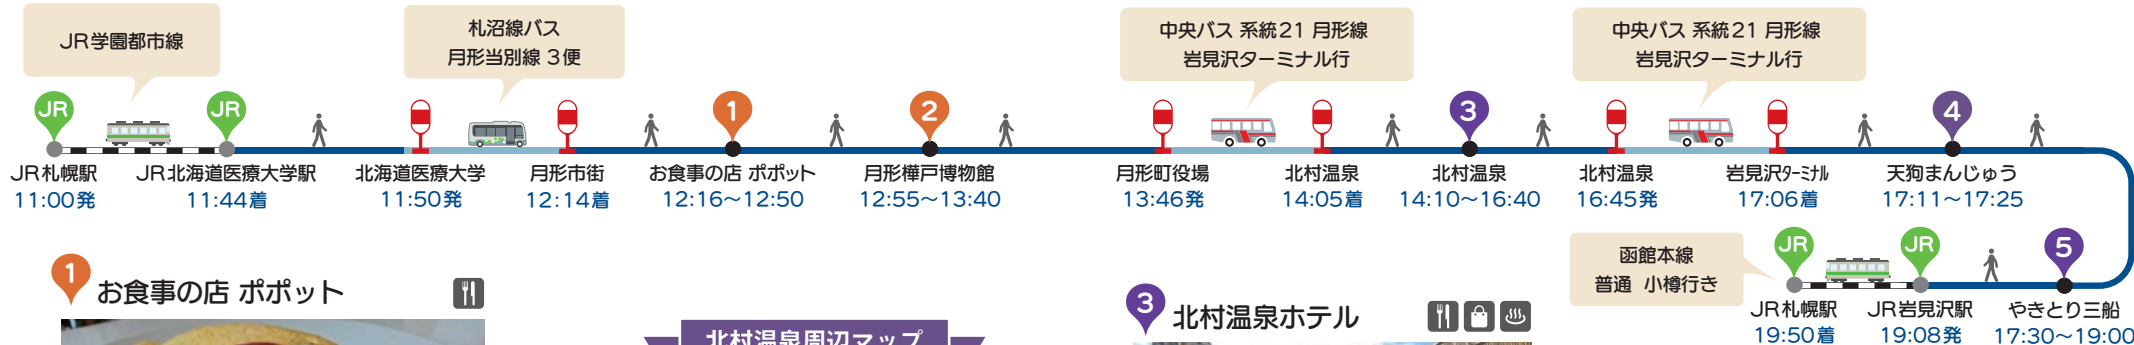 JR学園都市線
札沼線バス
月形当別線 3便
中央バス 系統21 月形線
岩見沢ターミナル行
中央バス 系統21 月形線
岩見沢ターミナル行
JR
JR
1
2
3
4
JR札幌駅
11:00発
JR北海道医療大学駅
11:44着
北海道医療大学
11:50発
月形市街
12:14着
お食事の店 ポポット
12:16～12:50
月形樺戸博物館
12:55～13:40
月形町役場
13:46発
北村温泉
14:05着
北村温泉
14:10～16:40
北村温泉
16:45発
岩見沢ターミナル
17:06着
天狗まんじゅう
17:11～17:25
函館本線
普通 小樽行き
JR
JR
5
JR札幌駅
19:50着
JR岩見沢駅
19:08発
やきとり三船
17:30～19:00
1
お食事の店 ポポット
北村温泉周辺マップ
3
北村温泉ホテル